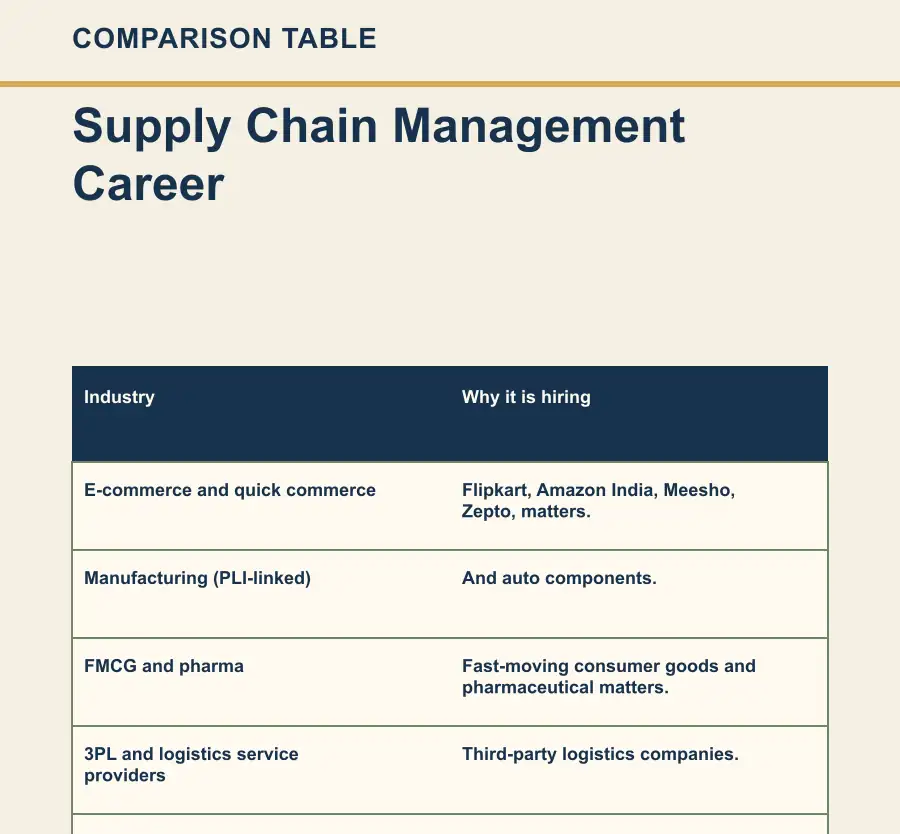 COMPARISON TABLE
Supply Chain Management
Career
Industry
Why it is hiring
E-commerce and quick commerce
Flipkart, Amazon India, Meesho,
Zepto, matters.
Manufacturing (PLI-linked)
And auto components.
FMCG and pharma
Fast-moving consumer goods and
pharmaceutical matters.
3PL and logistics service
providers
Third-party logistics companies.